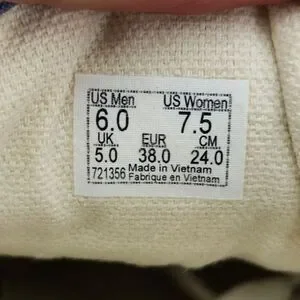 US Men US Women
6.0 7.5
UK EUR CM
5.0 38.0 24.0
721356 Made in Vietnam
Fabrique en Vietnam